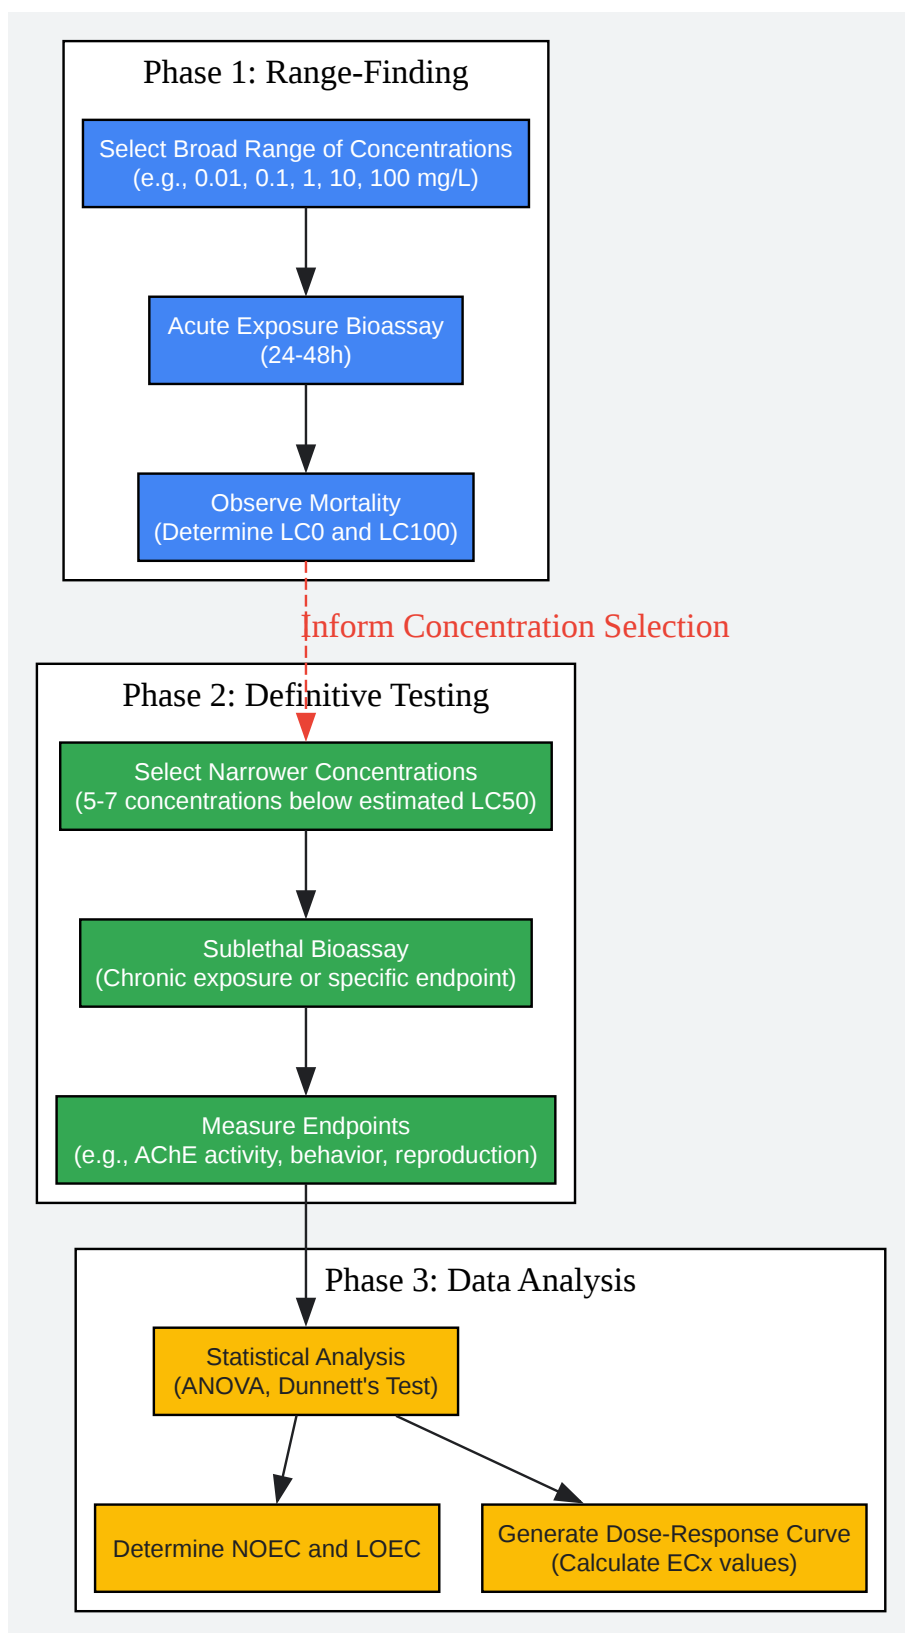 Phase 1: Range-Finding
Select Broad Range of Concentrations
(e.g., 0.01, 0.1, 1, 10, 100 mg/L)
Acute Exposure Bioassay
(24-48h)
Observe Mortality
(Determine LC0 and LC100)
Inform Concentration Selection
Phase 2: Definitive Testing
Select Narrower Concentrations
(5-7 concentrations below estimated LC50)
Sublethal Bioassay
(Chronic exposure or specific endpoint)
Measure Endpoints
(e.g., AChE activity, behavior, reproduction)
Phase 3: Data Analysis
Statistical Analysis
(ANOVA, Dunnett's Test)
Determine NOEC and LOEC
Generate Dose-Response Curve
(Calculate ECx values)